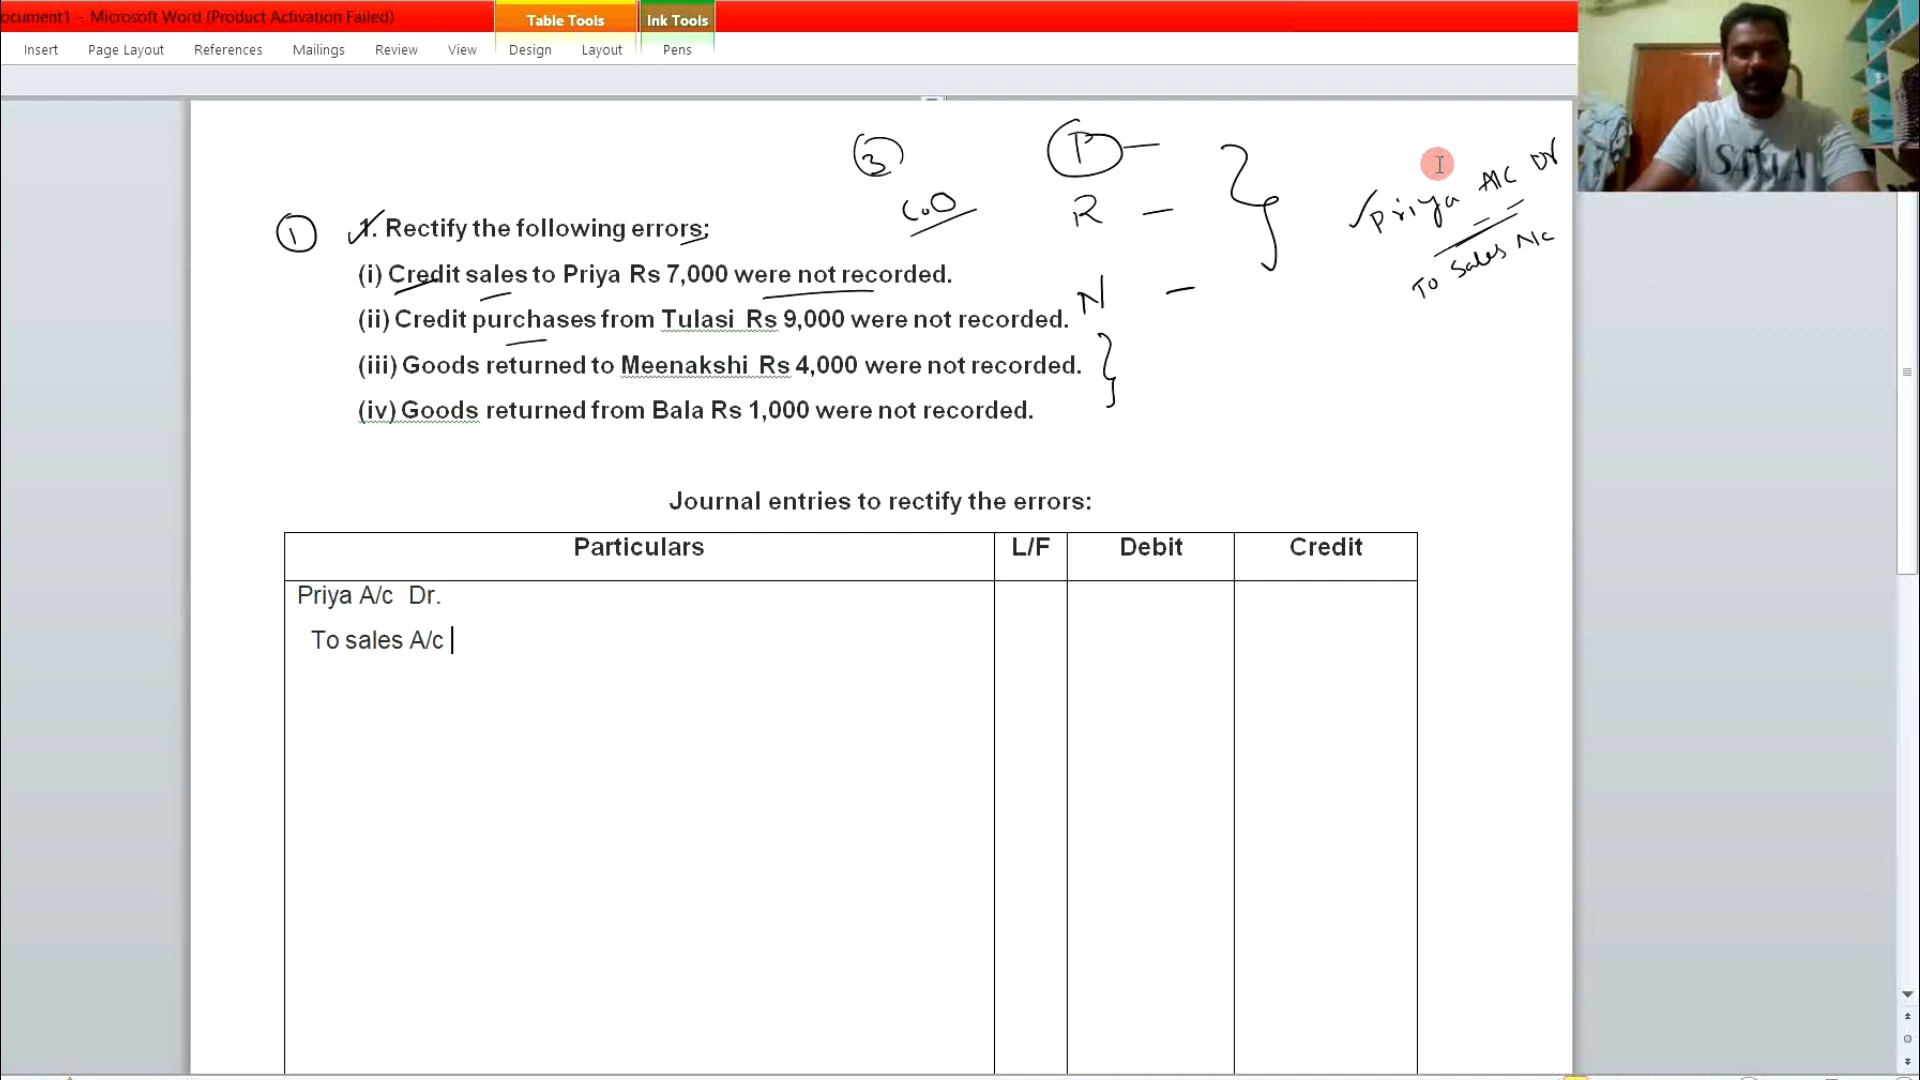 ocument1 - Microsoft Word (Product Activation Failed)
Table Tools
Ink Tools
Insert Page Layout References Mailings Review View Design Layout Pens
3
P -
R -
N -
C.O
✓Priya A/c Dr
To Sales A/c
1
1. Rectify the following errors;
(i) Credit sales to Priya Rs 7,000 were not recorded.
(ii) Credit purchases from Tulasi Rs 9,000 were not recorded.
(iii) Goods returned to Meenakshi Rs 4,000 were not recorded.
(iv) Goods returned from Bala Rs 1,000 were not recorded.
Journal entries to rectify the errors:
Particulars L/F Debit Credit
Priya A/c Dr.
To sales A/c